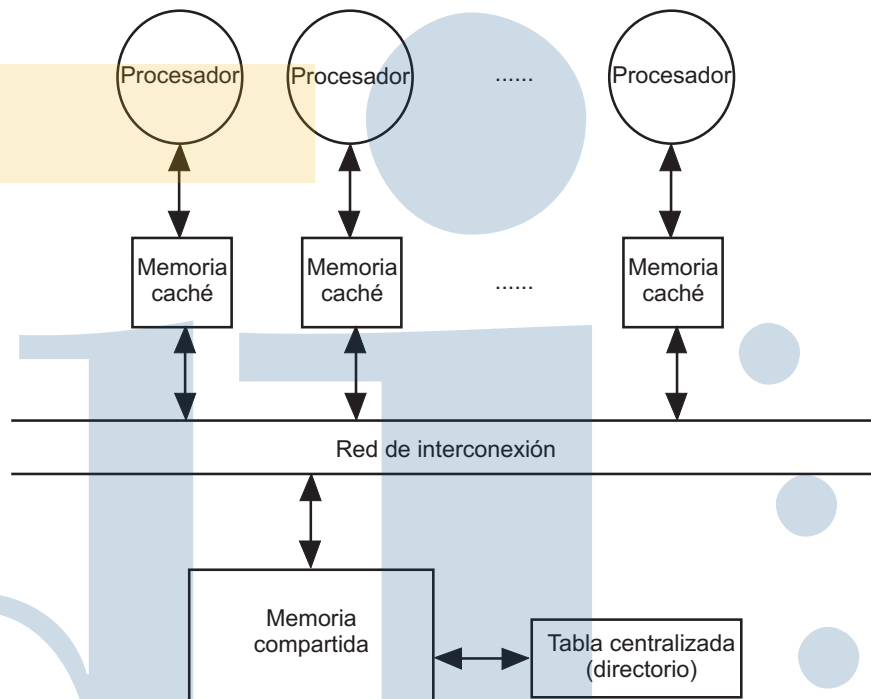 Procesador
Procesador
......
Procesador
Memoria
caché
Memoria
caché
......
Memoria
caché
Red de interconexión
Memoria
compartida
Tabla centralizada
(directorio)